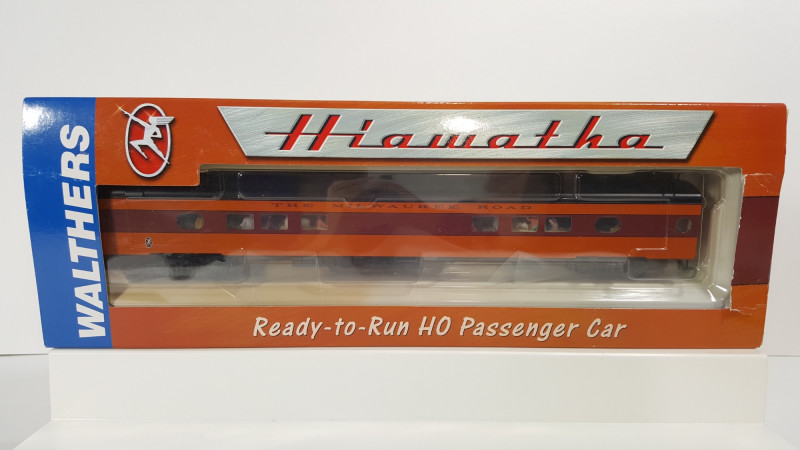 WALTHERS
Hiawatha
THE MILWAUKEE ROAD
Ready-to-Run HO Passenger Car